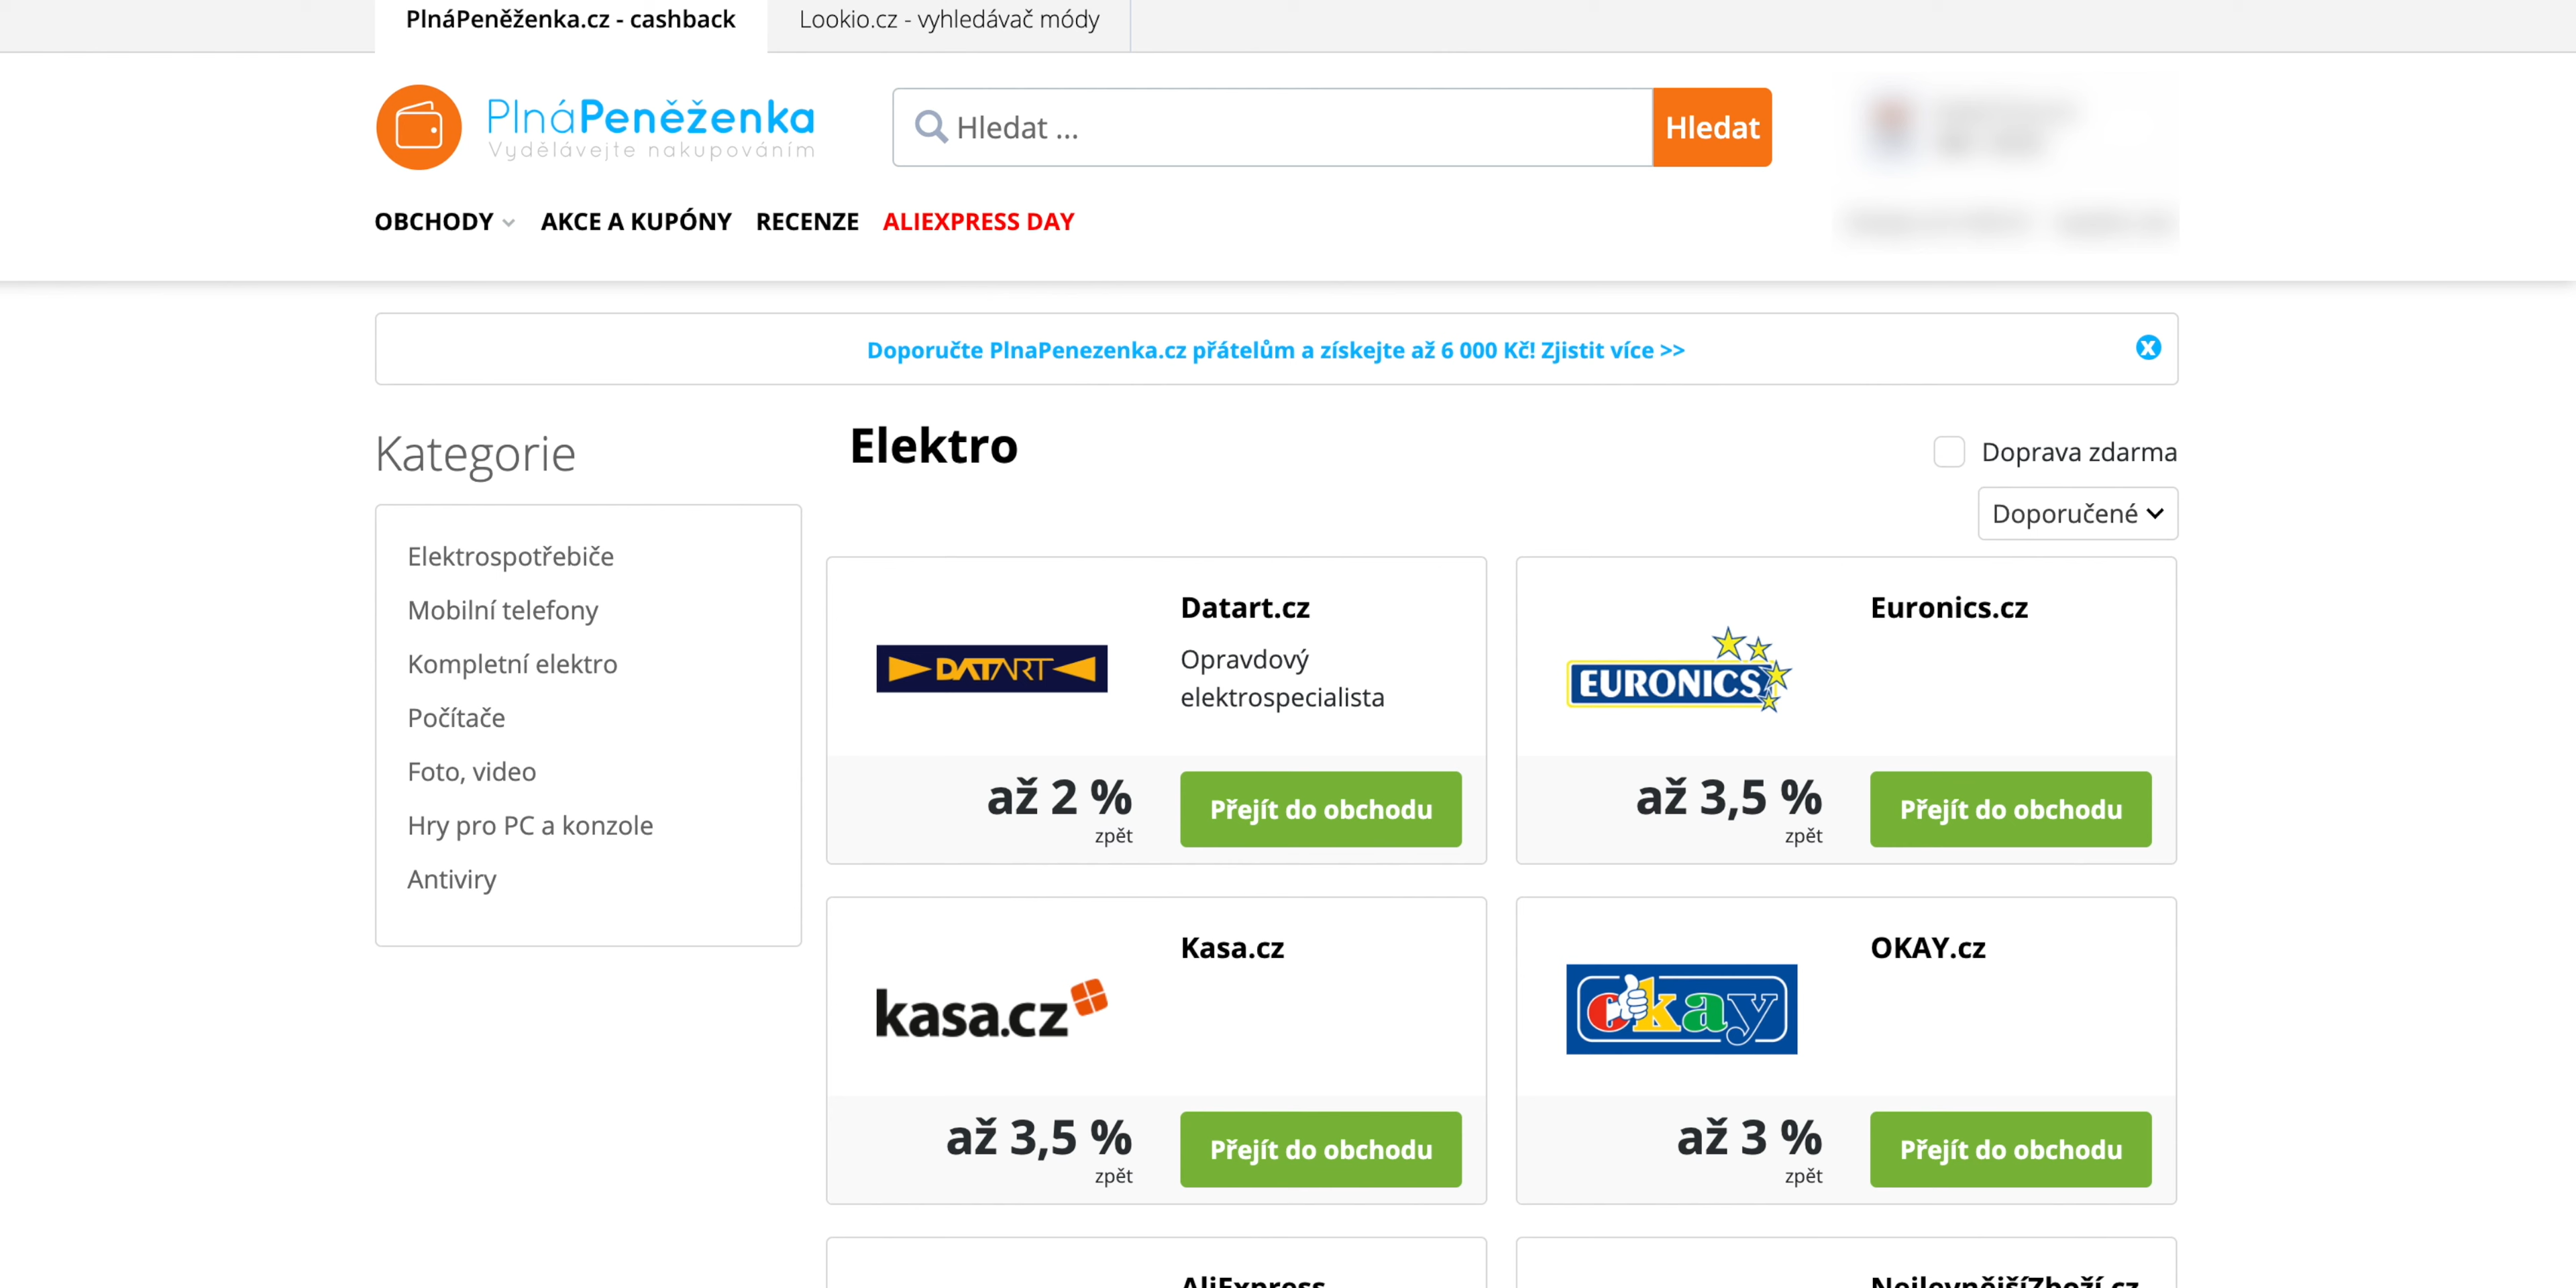 PlnáPeněženka.cz - cashback
Lookio.cz - vyhledávač módy
PlnáPeněženka
Vydělávejte nakupováním
Hledat ...
Hledat
OBCHODY
AKCE A KUPÓNY
RECENZE
ALIEXPRESS DAY
Doporučte PlnaPenezenka.cz přátelům a získejte až 6 000 Kč! Zjistit více >>
Kategorie
Elektrospotřebiče
Mobilní telefony
Kompletní elektro
Počítače
Foto, video
Hry pro PC a konzole
Antiviry
Elektro
Doprava zdarma
Doporučené
DATART
Datart.cz
Opravdový
elektrospecialista
až 2 %
zpět
Přejít do obchodu
EURONICS
Euronics.cz
až 3,5 %
zpět
Přejít do obchodu
kasa.cz
Kasa.cz
až 3,5 %
zpět
Přejít do obchodu
okay
OKAY.cz
až 3 %
zpět
Přejít do obchodu
AliExpress
NejlevnějšíZboží.cz